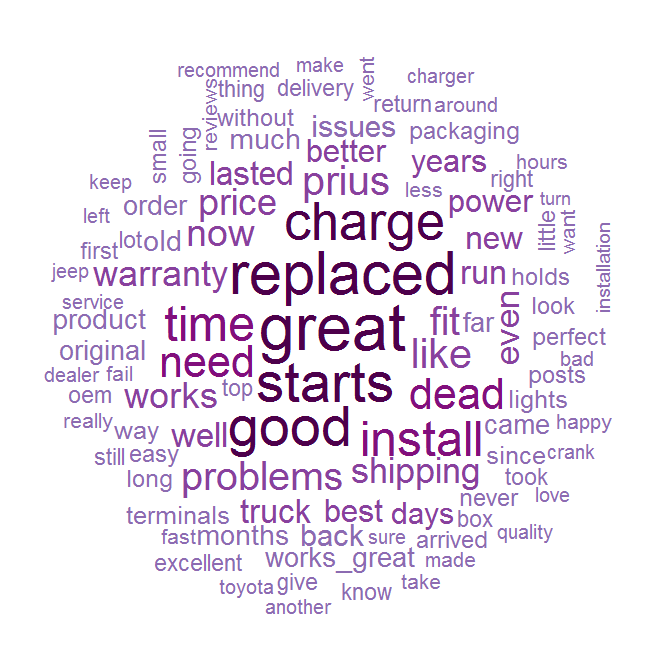 recommend
make
went
charger
thing
delivery
reviews
return
around
without
issues
packaging
small
going
much
better
years
hours
lasted
prius
less
right
keep
order
price
charge
power
turn
left
now
new
little
want
first
lot
old
installation
jeep
warranty
replaced
run
holds
service
product
time
great
fit
far
even
look
original
need
like
perfect
bad
dealer
fail
starts
dead
posts
oem
works
top
lights
really
way
well
good
install
came
happy
still
easy
since
crank
long
problems
shipping
took
never
love
terminals
truck
best
days
box
fast
months
back
sure
arrived
quality
excellent
works_great
made
toyota
give
know
take
another